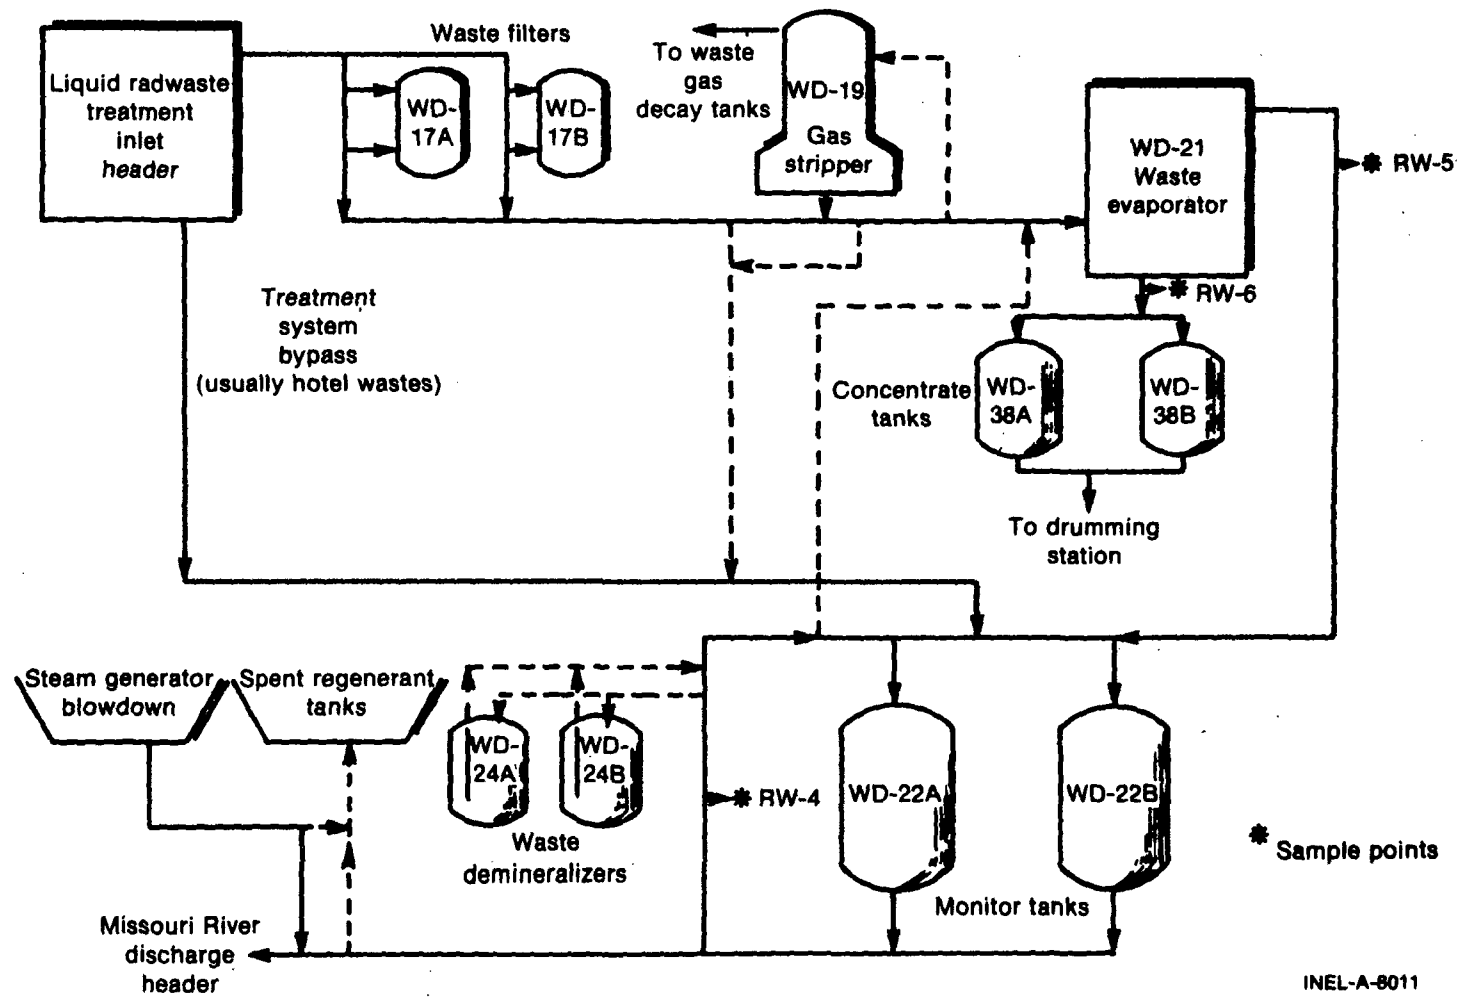 Waste filters
Liquid radwaste
treatment
inlet
header
WD-
17A
WD-
17B
To waste
gas
decay tanks
WD-19
Gas
stripper
WD-21
Waste
evaporator
* RW-5
* RW-6
Treatment
system
bypass
(usually hotel wastes)
Concentrate
tanks
WD-
38A
WD-
38B
To drumming
station
Steam generator
blowdown
Spent regenerant
tanks
WD-
24A
WD-
24B
Waste
demineralizers
* RW-4
WD-22A
WD-22B
Monitor tanks
* Sample points
Missouri River
discharge
header
INEL-A-8011